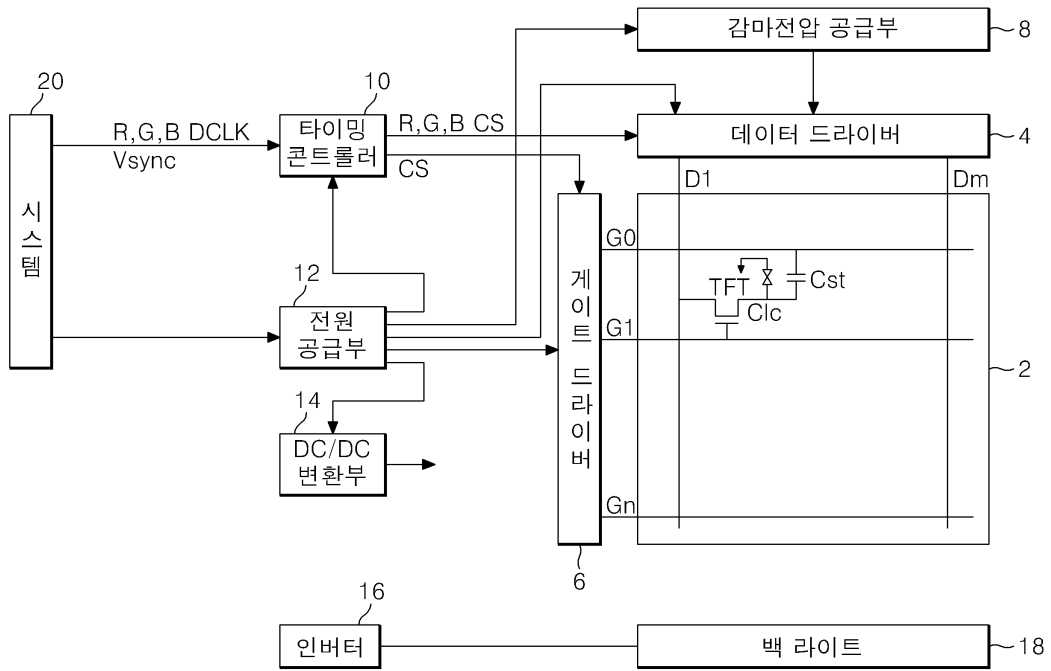 감마전압 공급부
8
20
10
R,G,B DCLK
Vsync
타이밍
콘트롤러
R,G,B CS
CS
데이터 드라이버
4
D1
Dm
시스템
G0
12
TFT
Cst
Clc
전원
공급부
게이트 드라이버
G1
2
14
DC/DC
변환부
Gn
6
16
인버터
백 라이트
18